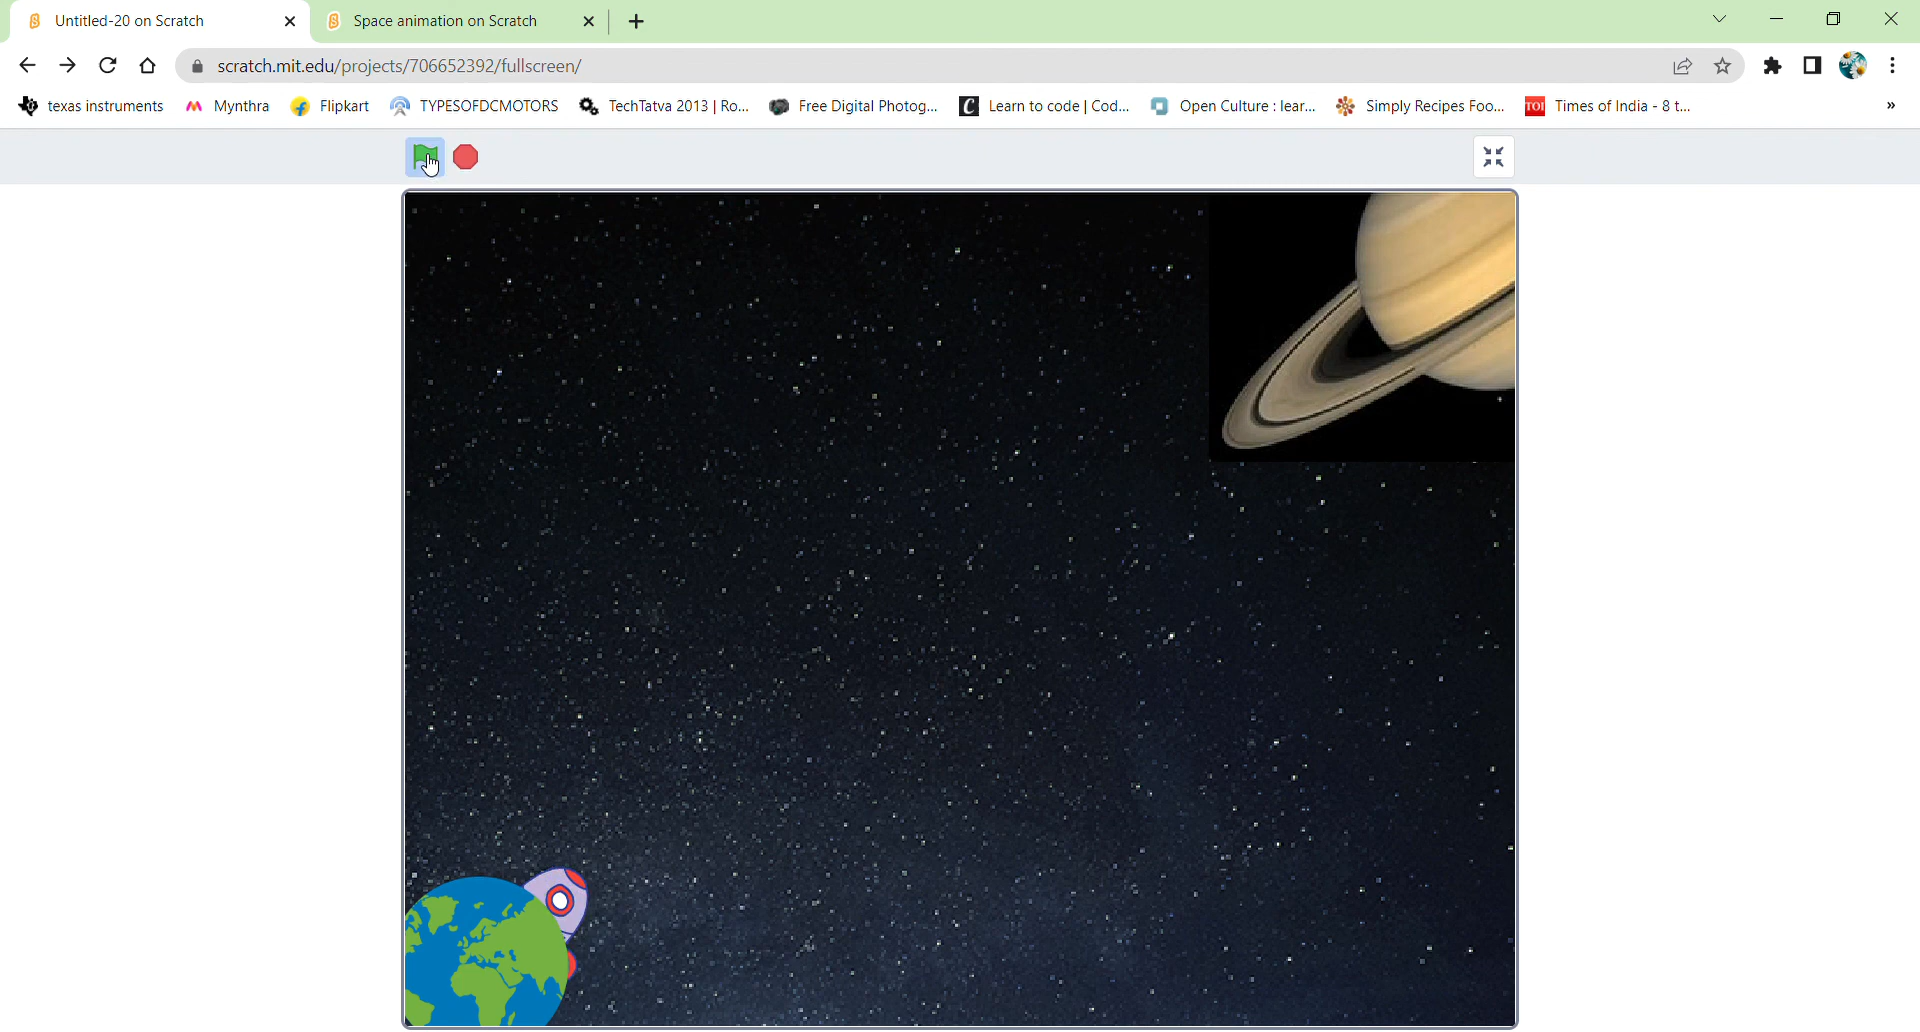 Untitled-20 on Scratch
Space animation on Scratch
scratch.mit.edu/projects/706652392/fullscreen/
texas instruments
Mynthra
Flipkart
TYPESOFDCMOTORS
TechTatva 2013 | Ro...
Free Digital Photog...
C
Learn to code | Cod...
Open Culture : lear...
Simply Recipes Foo...
TOI
Times of India - 8 t...
»